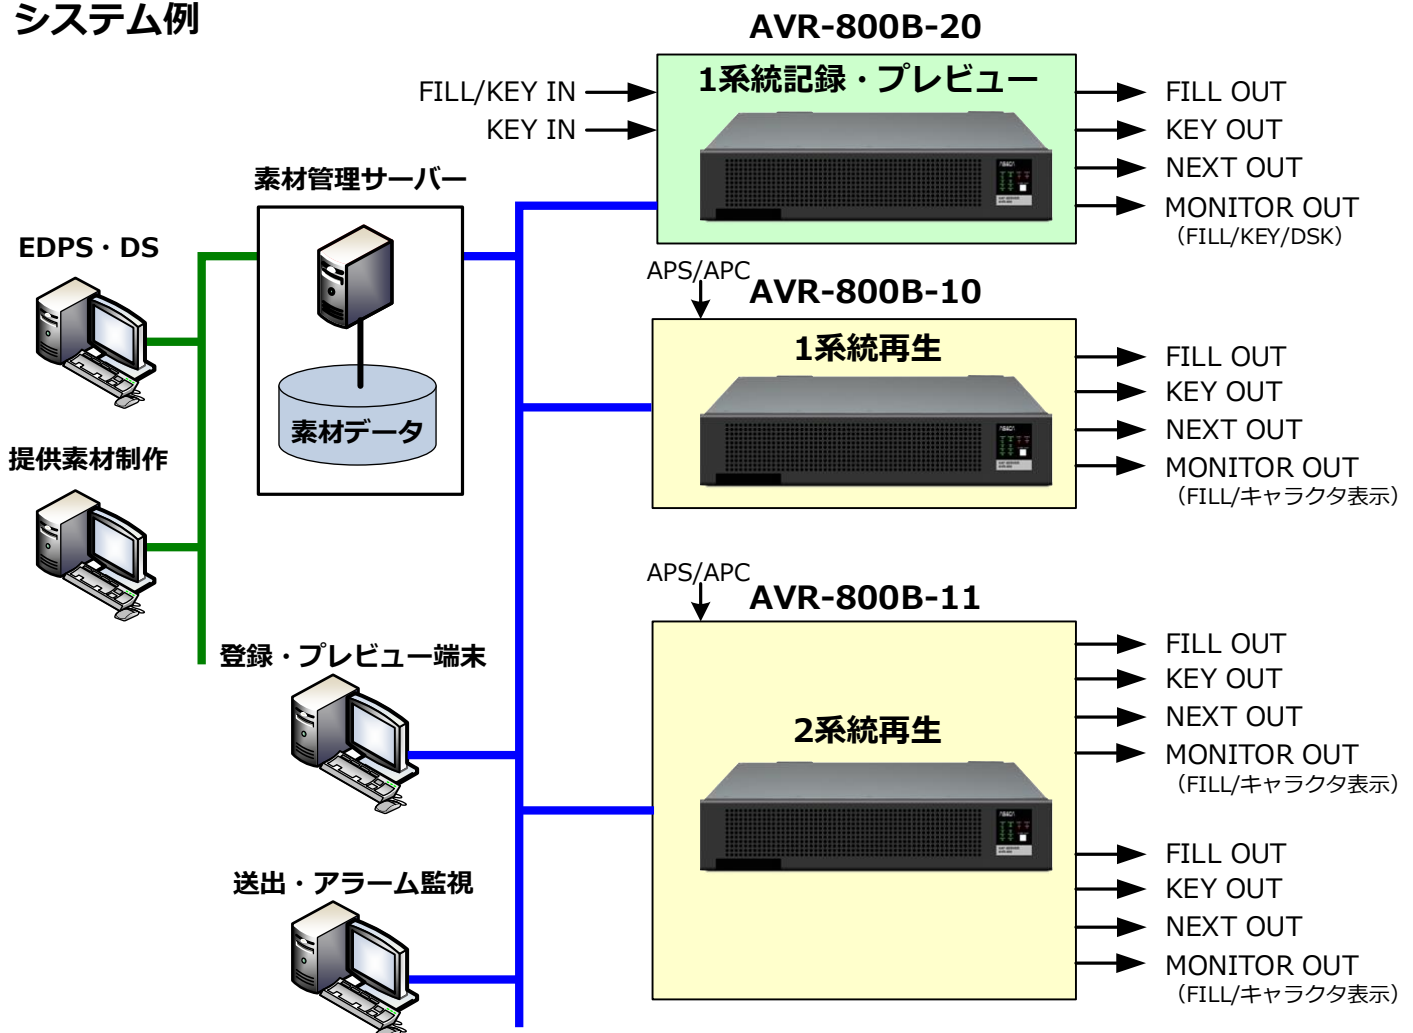 システム例
AVR-800B-20
1系統記録・プレビュー
FILL/KEY IN
KEY IN
FILL OUT
KEY OUT
NEXT OUT
MONITOR OUT
（FILL/KEY/DSK）
素材管理サーバー
素材データ
EDPS・DS
提供素材制作
APS/APC
AVR-800B-10
1系統再生
FILL OUT
KEY OUT
NEXT OUT
MONITOR OUT
（FILL/キャラクタ表示）
APS/APC
AVR-800B-11
2系統再生
FILL OUT
KEY OUT
NEXT OUT
MONITOR OUT
（FILL/キャラクタ表示）
FILL OUT
KEY OUT
NEXT OUT
MONITOR OUT
（FILL/キャラクタ表示）
登録・プレビュー端末
送出・アラーム監視